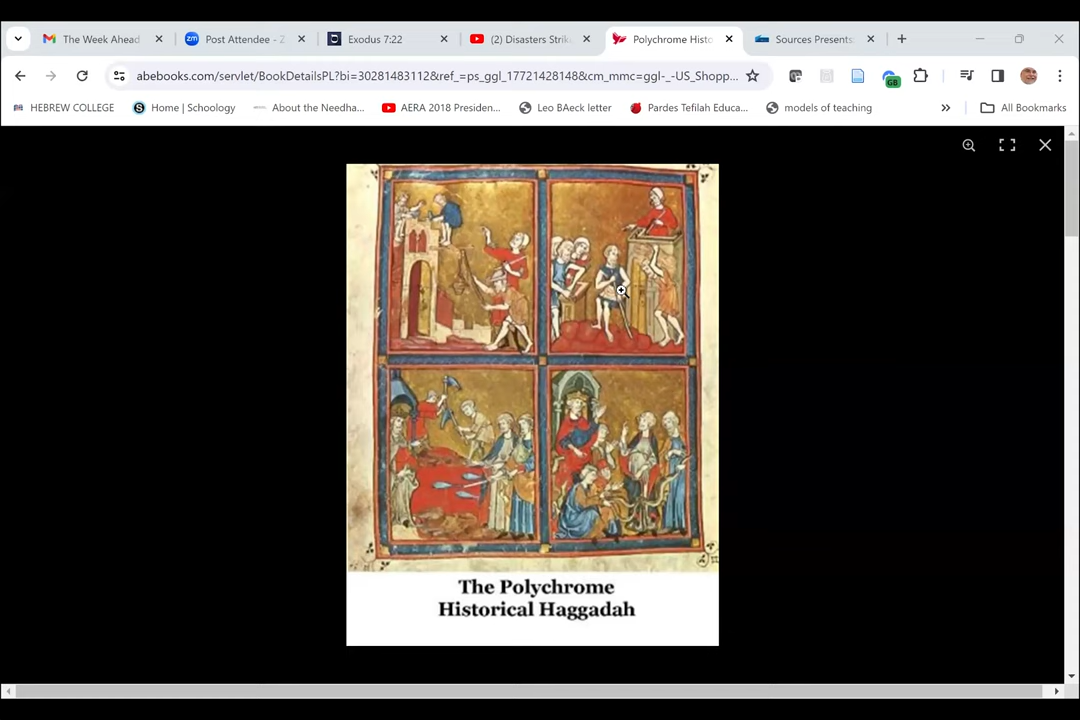 The Week Ahead
Post Attendee - Z
Exodus 7:22
(2) Disasters Strik
Polychrome Histo
Sources Presents:
abebooks.com/servlet/BookDetailsPL?bi=30281483112&ref_=ps_ggl_17721428148&cm_mmc=ggl-_-US_Shopp...
GB
HEBREW COLLEGE
Home | Schoology
About the Needha...
AERA 2018 Presiden...
Leo BAeck letter
Pardes Tefilah Educa...
models of teaching
All Bookmarks
The Polychrome
Historical Haggadah